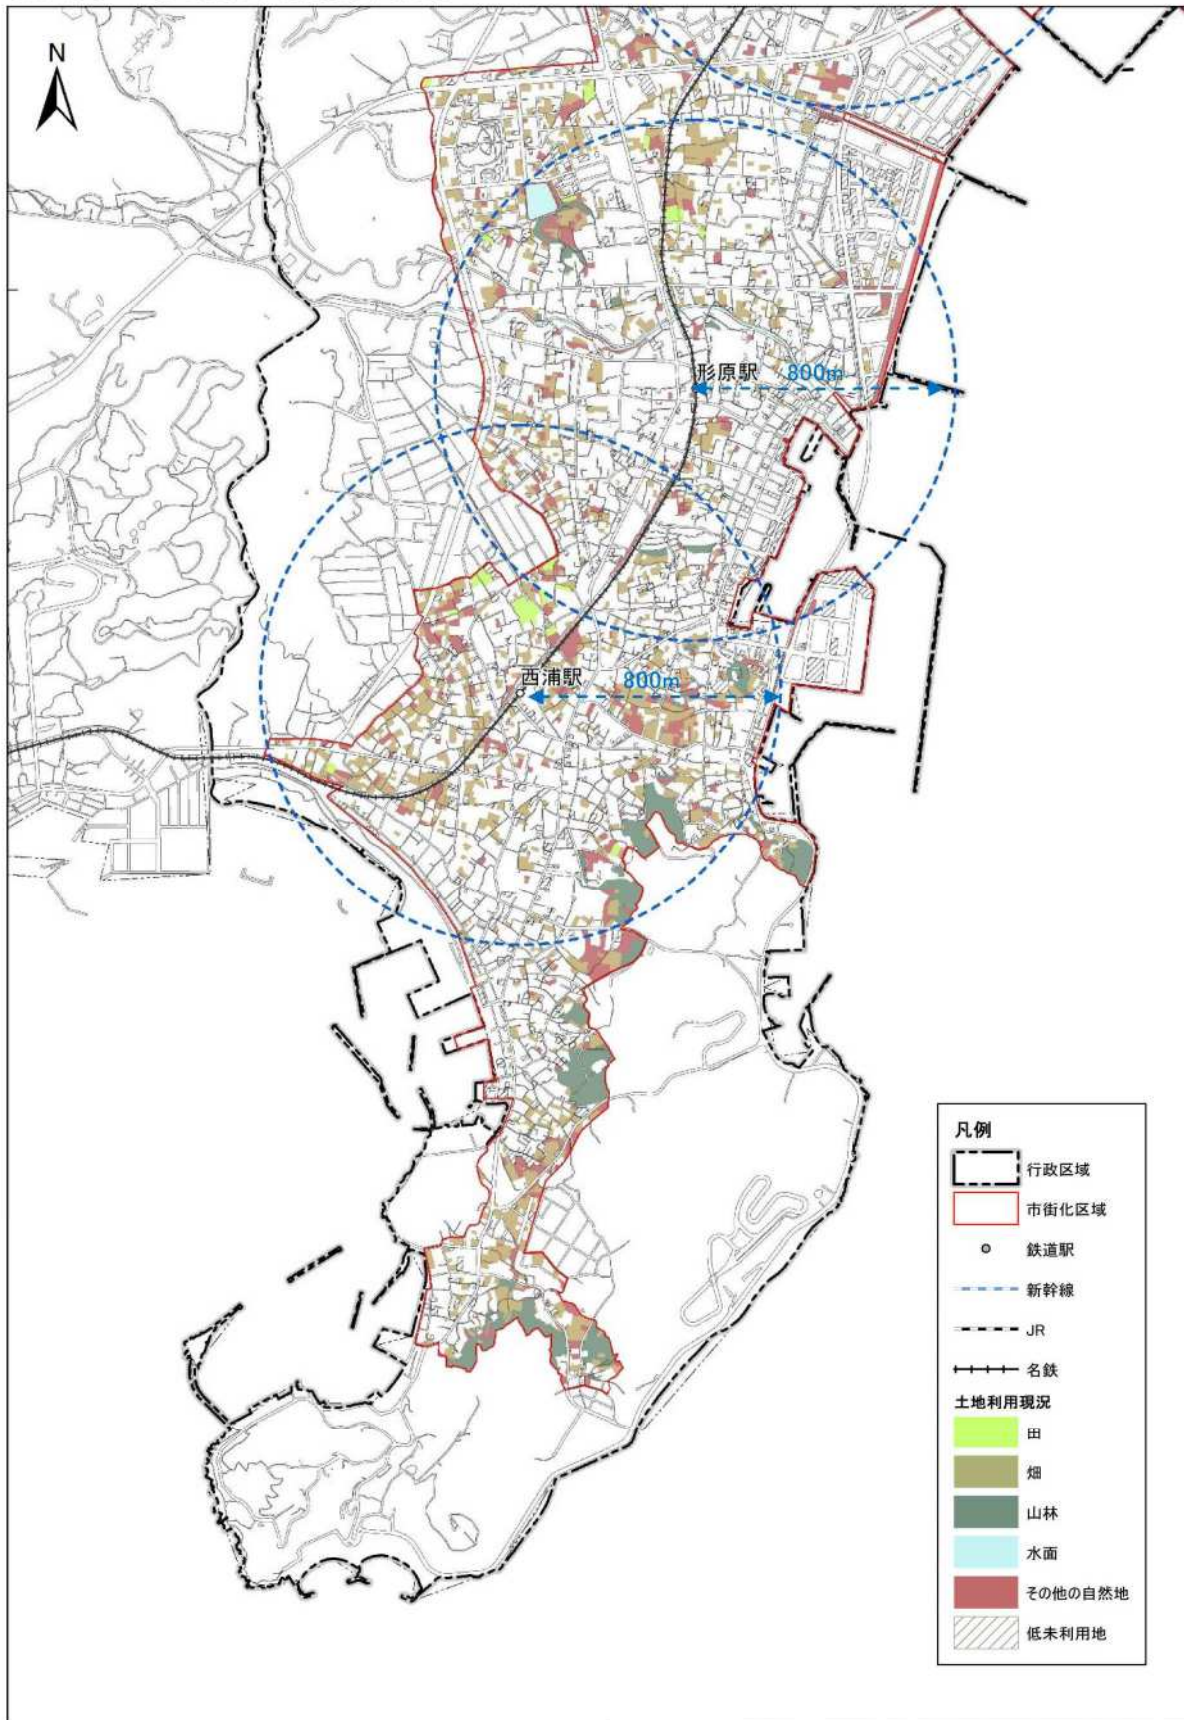 N
形原駅
800m
西浦駅
800m
凡例
行政区域
市街化区域
鉄道駅
新幹線
JR
名鉄
土地利用現況
田
畑
山林
水面
その他の自然地
低未利用地